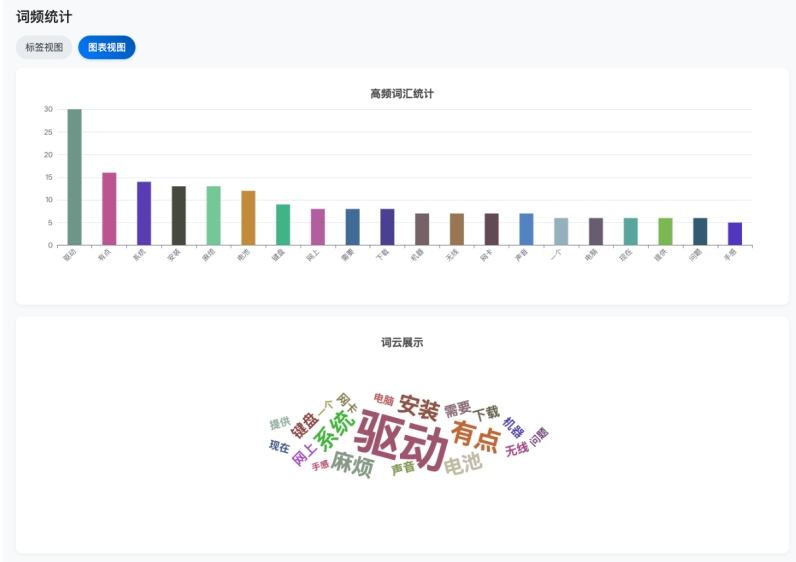 词频统计
标签视图 图表视图
高频词汇统计
30
25
20
15
10
5
0
驱动 有点 系统 安装 麻烦 电池 键盘 网上 需要 下载 机器 无线 网卡 声音 一个 电脑 现在 提供 问题 手感
词云展示
电脑 安装 需要 下载 机器 问题
提供 键盘 一个 网卡 系统 驱动 有点 无线
现在 网上 手感 麻烦 声音 电池